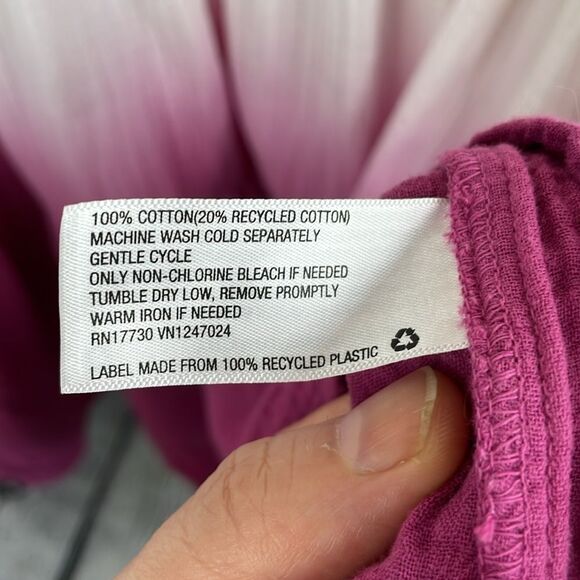 100% COTTON(20% RECYCLED COTTON)
MACHINE WASH COLD SEPARATELY
GENTLE CYCLE
ONLY NON-CHLORINE BLEACH IF NEEDED
TUMBLE DRY LOW, REMOVE PROMPTLY
WARM IRON IF NEEDED
RN17730 VN1247024
LABEL MADE FROM 100% RECYCLED PLASTIC